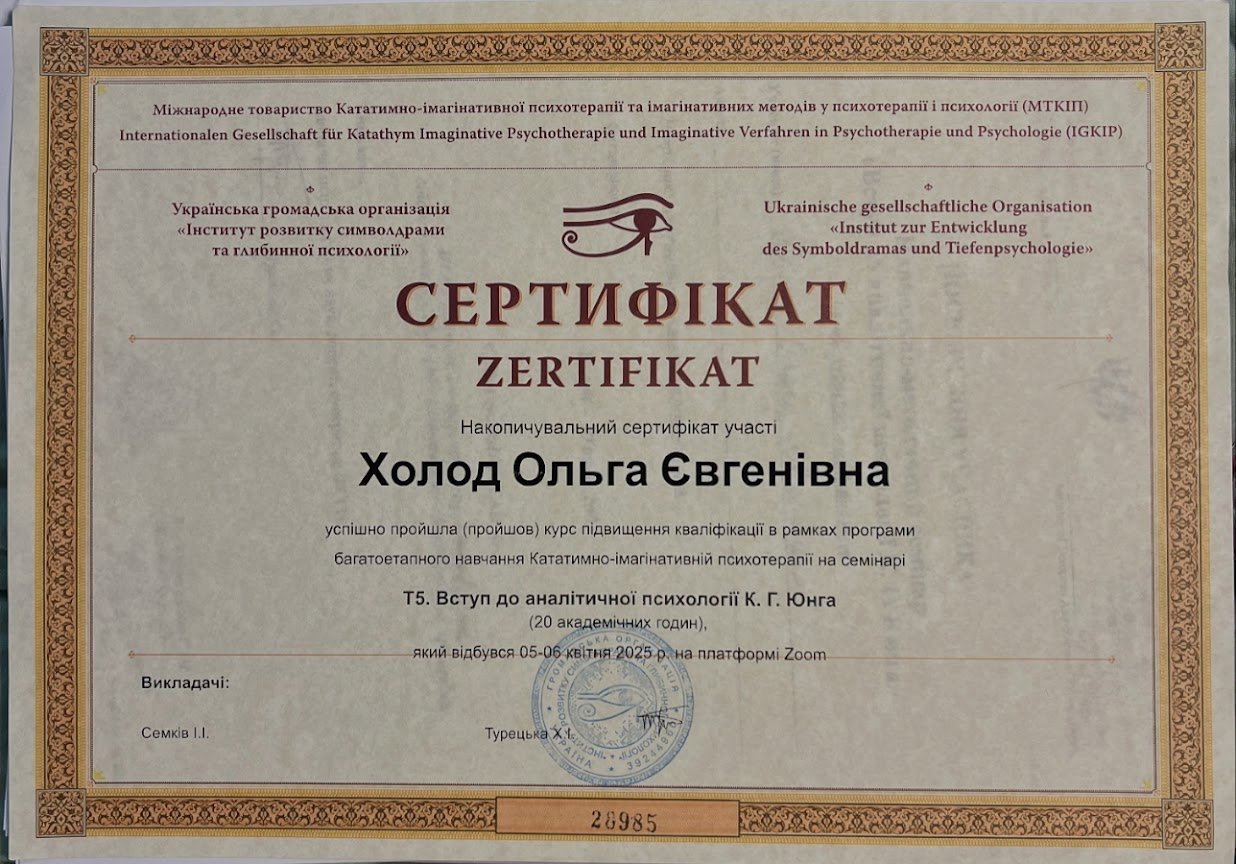 Міжнародне товариство Кататимно-імагінативної психотерапії та імагінативних методів у психотерапії і психології (МТКІП)
Internationalen Gesellschaft für Katathym Imaginative Psychotherapie und Imaginative Verfahren in Psychotherapie und Psychologie (IGKIP)
Українська громадська організація
«Інститут розвитку символдрами
та глибинної психології»
Ukrainische gesellschaftliche Organisation
«Institut zur Entwicklung
des Symboldramas und Tiefenpsychologie»
СЕРТИФІКАТ
ZERTIFIKAT
Накопичувальний сертифікат участі
Холод Ольга Євгенівна
успішно пройшла (пройшов) курс підвищення кваліфікації в рамках програми
багатоетапного навчання Кататимно-імагінативній психотерапії на семінарі
Т5. Вступ до аналітичної психології К. Г. Юнга
(20 академічних годин),
який відбувся 05-06 квітня 2025 р. на платформі Zoom
Викладачі:
Семків І.І.
Турецька Х.І.
ГРОМАДСЬКА ОРГАНІЗАЦІЯ
УКРАЇНА
39244960
28985